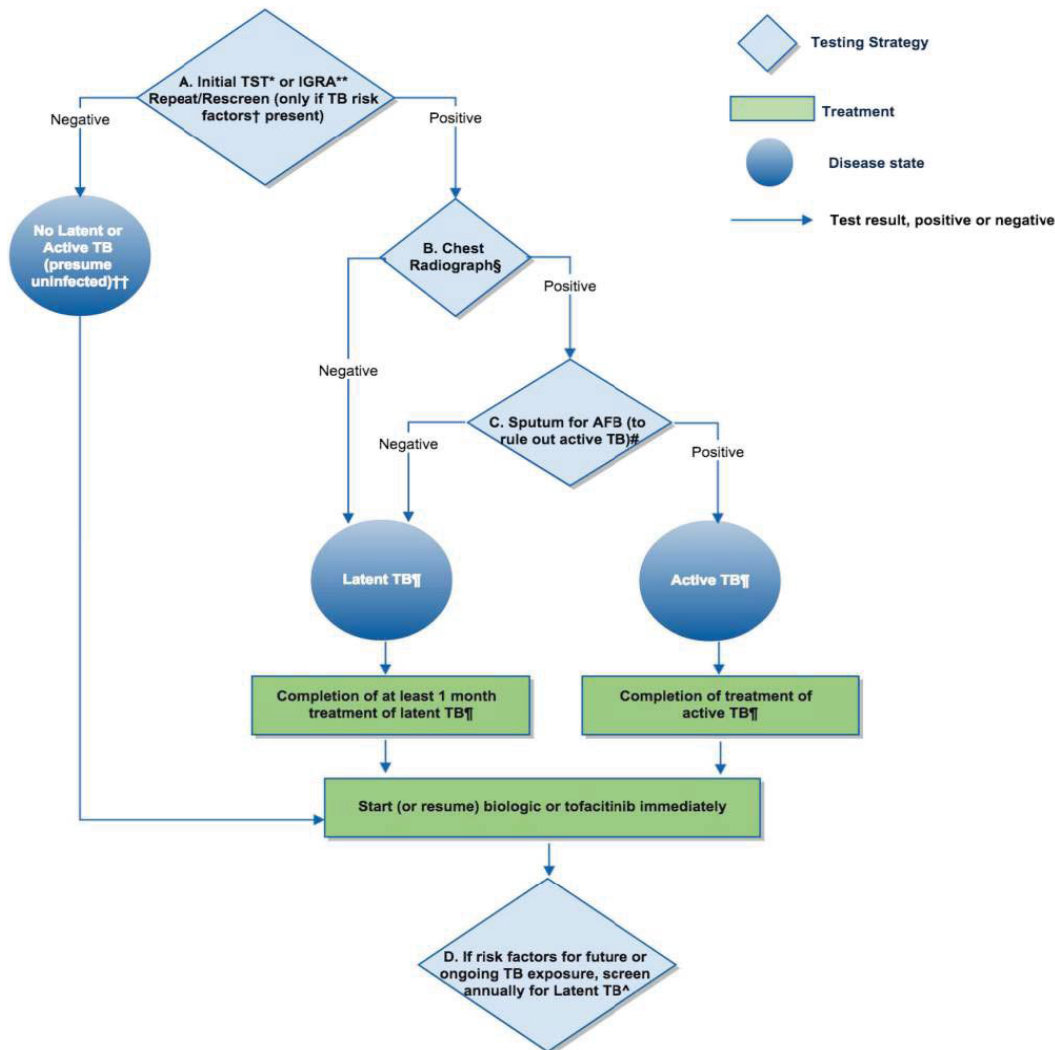 Testing Strategy
A. Initial TST* or IGRA**
Repeat/Rescreen (only if TB risk
factors† present)
Negative
Positive
Treatment
Disease state
No Latent or
Active TB
(presume
uninfected)††
Test result, positive or negative
B. Chest
Radiograph§
Positive
Negative
C. Sputum for AFB (to
rule out active TB)#
Negative
Positive
Latent TB¶
Active TB¶
Completion of at least 1 month
treatment of latent TB¶
Completion of treatment of
active TB¶
Start (or resume) biologic or tofacitinib immediately
D. If risk factors for future or
ongoing TB exposure, screen
annually for Latent TB^